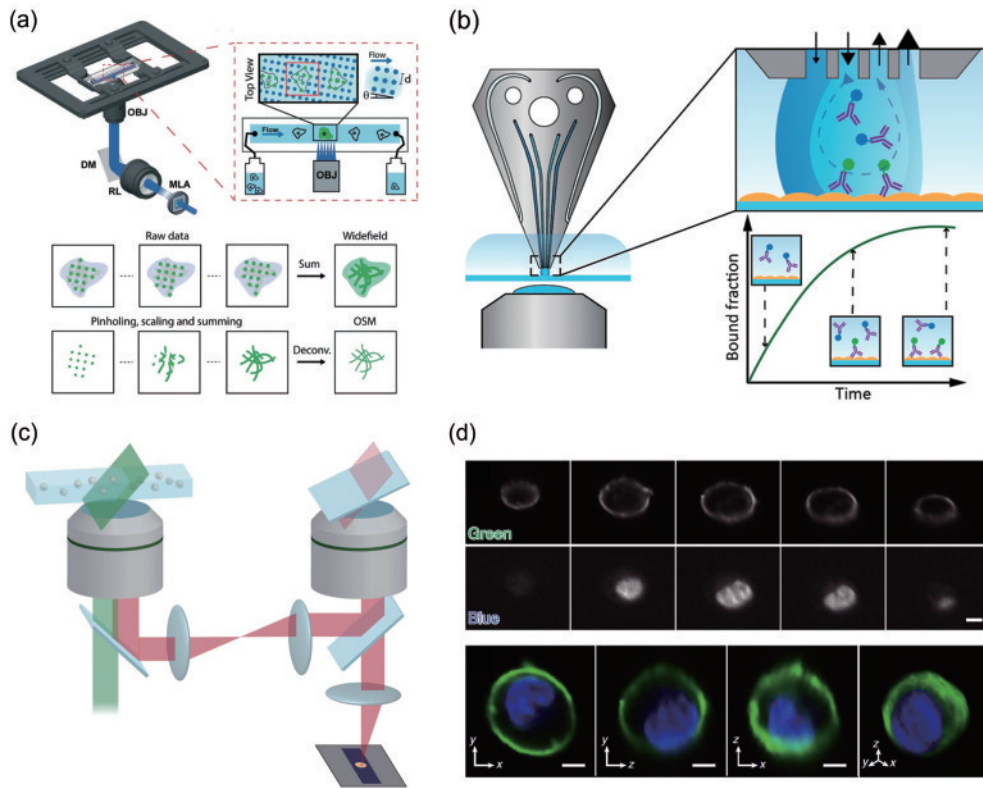 (a)
OBJ
DM
RL
MLA
Top View
Flow
d
θ
Flow
OBJ
Raw data
Widefield
Sum
Pinholing, scaling and summing
OSM
Deconv.
(b)
Bound fraction
Time
(c)
(d)
Green
Blue
y
x
y
z
z
x
z
y
x